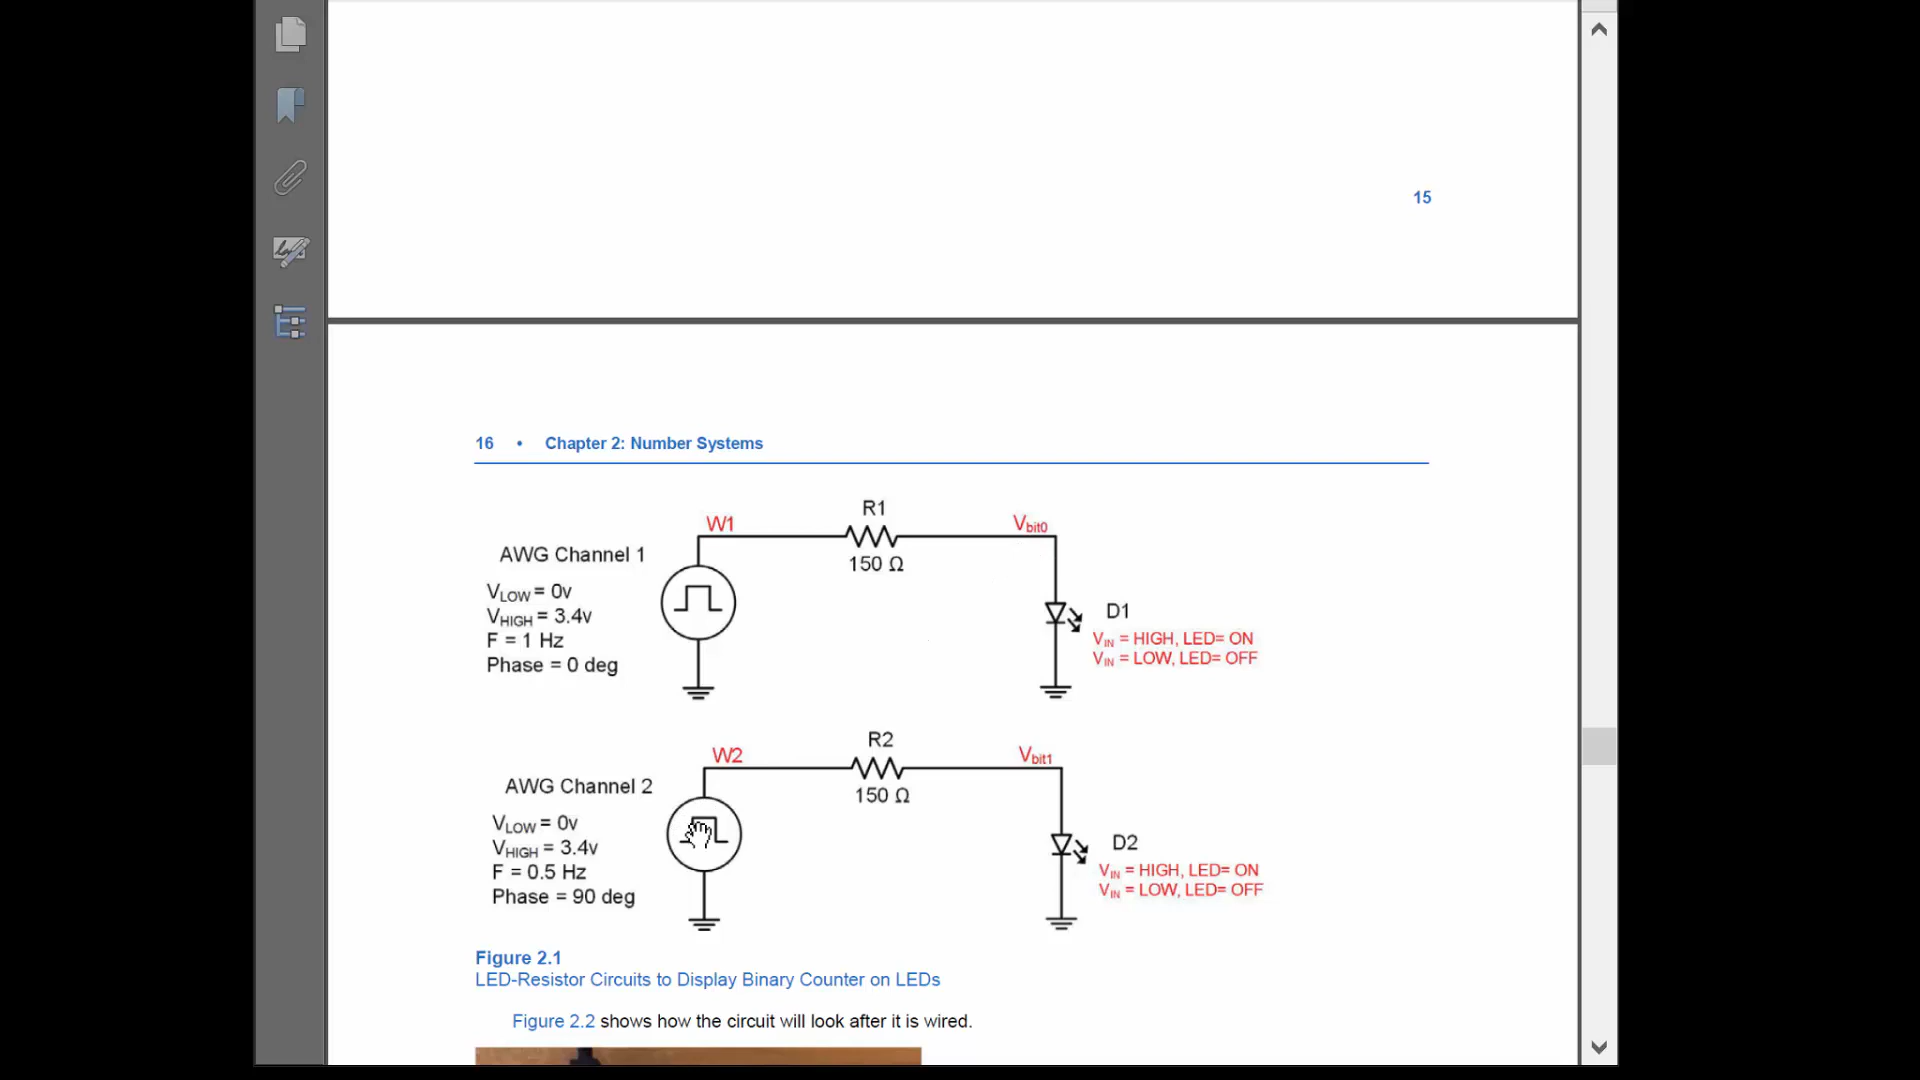 15
16 • Chapter 2: Number Systems
R1
W1
Vbit0
AWG Channel 1
150 Ω
VLOW = 0v
VHIGH = 3.4v
F = 1 Hz
Phase = 0 deg
D1
VIN = HIGH, LED= ON
VIN = LOW, LED= OFF
R2
W2
Vbit1
AWG Channel 2
150 Ω
VLOW = 0v
VHIGH = 3.4v
F = 0.5 Hz
Phase = 90 deg
D2
VIN = HIGH, LED= ON
VIN = LOW, LED= OFF
Figure 2.1
LED-Resistor Circuits to Display Binary Counter on LEDs
Figure 2.2 shows how the circuit will look after it is wired.